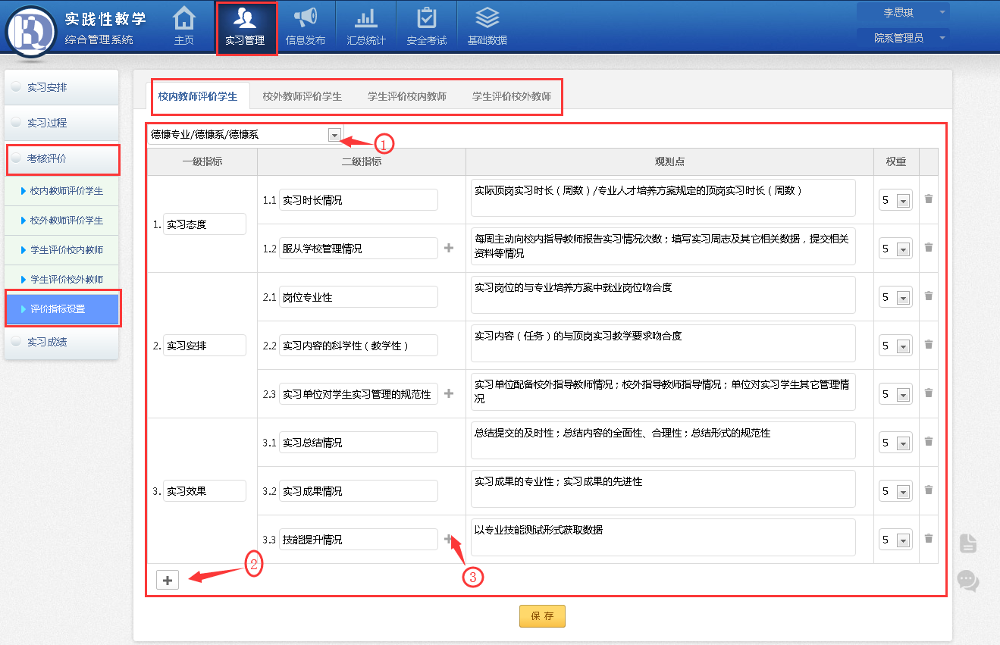 实践性教学
综合管理系统
主页
实习管理
信息发布
汇总统计
安全考试
基础数据
李思琪
院系管理员
实习安排
实习过程
考核评价
校内教师评价学生
校外教师评价学生
学生评价校内教师
学生评价校外教师
评价指标设置
实习成绩
校内教师评价学生 校外教师评价学生 学生评价校内教师 学生评价校外教师
德慷专业/德慷系/德慷系
①
一级指标 二级指标 观测点 权重
1. 实习态度
1.1 实习时长情况
实际顶岗实习时长（周数）/专业人才培养方案规定的顶岗实习时长（周数）
5
1.2 服从学校管理情况
每周主动向校内指导教师报告实习情况次数；填写实习周志及其它相关数据，提交相关
资料等情况
5
2. 实习安排
2.1 岗位专业性
实习岗位的与专业培养方案中就业岗位吻合度
5
2.2 实习内容的科学性（教学性）
实习内容（任务）的与顶岗实习教学要求吻合度
5
2.3 实习单位对学生实习管理的规范性
实习单位配备校外指导教师情况；校外指导教师指导情况；单位对实习学生其它管理情
况
5
3. 实习效果
3.1 实习总结情况
总结提交的及时性；总结内容的全面性、合理性；总结形式的规范性
5
3.2 实习成果情况
实习成果的专业性；实习成果的先进性
5
3.3 技能提升情况
以专业技能测试形式获取数据
5
②
③
保 存